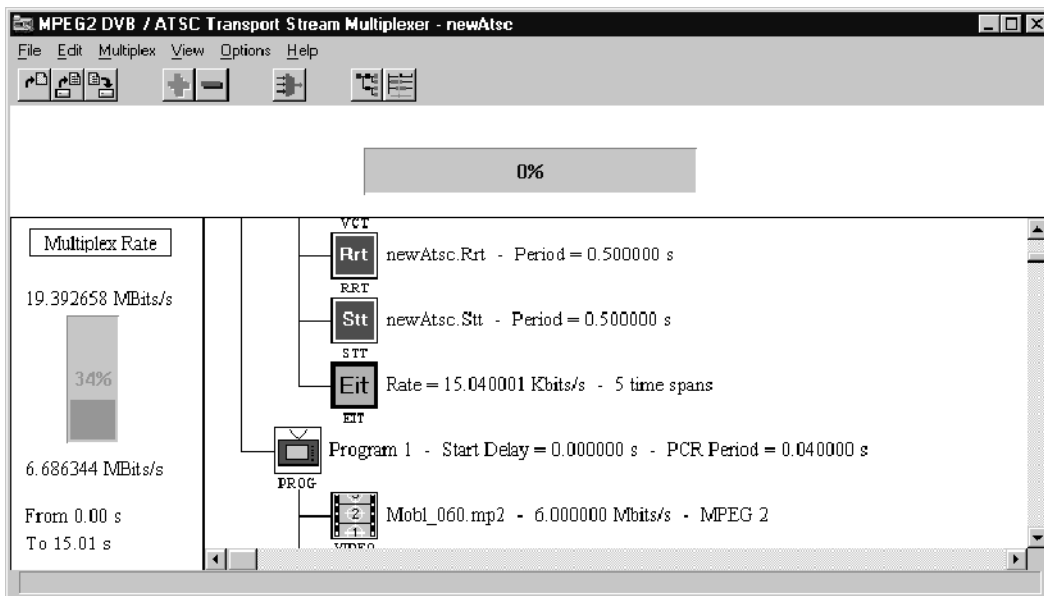 MPEG2 DVB / ATSC Transport Stream Multiplexer - newAtsc
File Edit Multiplex View Options Help
0%
Multiplex Rate
19.392658 MBits/s
34%
6.686344 MBits/s
From 0.00 s
To 15.01 s
VCT
Rrt newAtsc.Rrt - Period = 0.500000 s
RRT
Stt newAtsc.Stt - Period = 0.500000 s
STT
Eit Rate = 15.040001 Kbits/s - 5 time spans
EIT
Program 1 - Start Delay = 0.000000 s - PCR Period = 0.040000 s
PROG
2 Mobl_060.mp2 - 6.000000 Mbits/s - MPEG 2
1
VIDEO